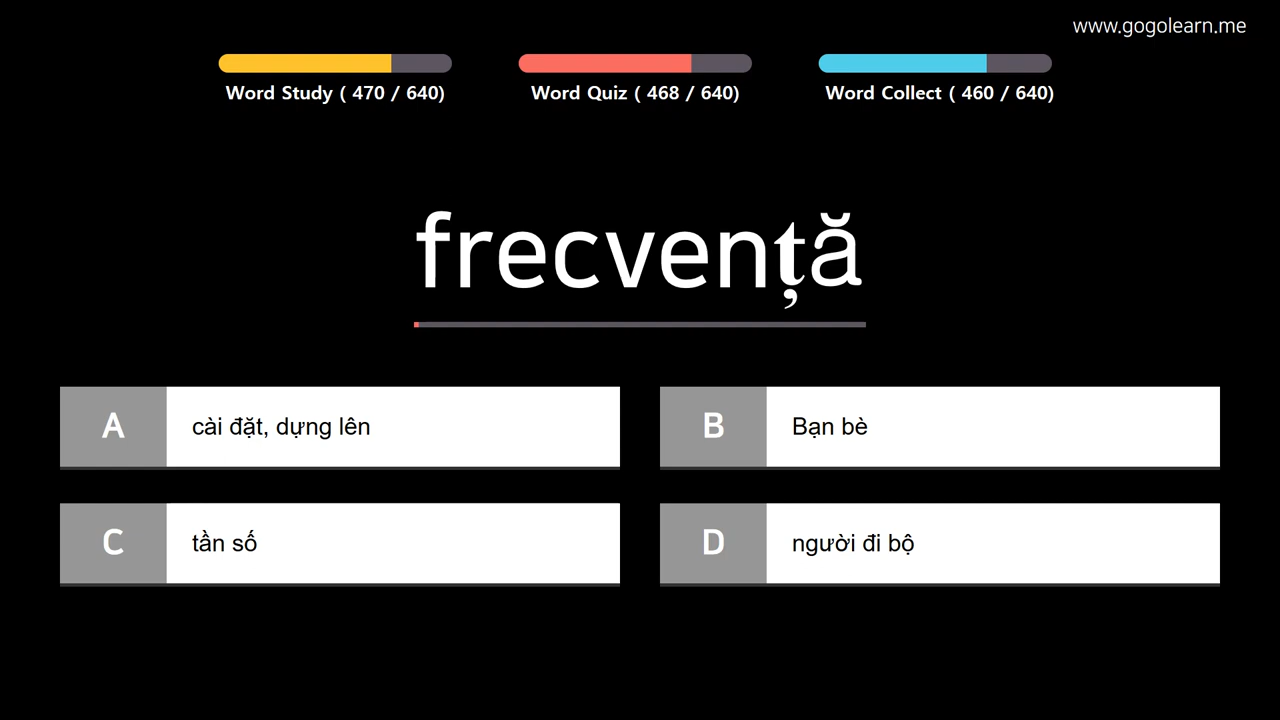 www.gogolearn.me
Word Study ( 470 / 640)
Word Quiz ( 468 / 640)
Word Collect ( 460 / 640)
frecvență
A
cài đặt, dựng lên
B
Bạn bè
C
tần số
D
người đi bộ